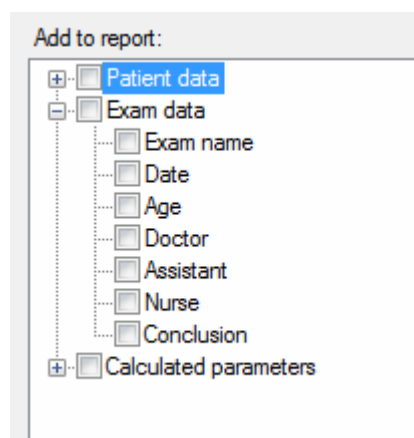 Add to report:
Patient data
Exam data
Exam name
Date
Age
Doctor
Assistant
Nurse
Conclusion
Calculated parameters